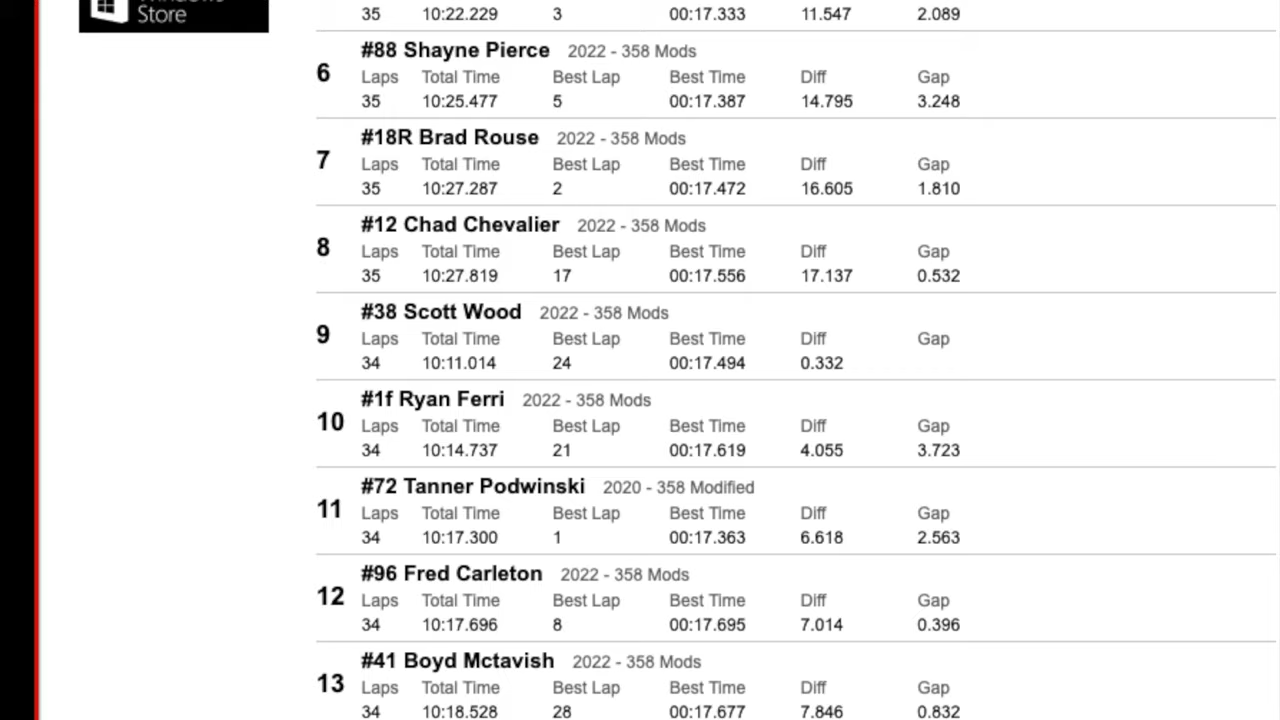 Store
35 10:22.229 3 00:17.333 11.547 2.089
6
#88 Shayne Pierce 2022 - 358 Mods
Laps Total Time Best Lap Best Time Diff Gap
35 10:25.477 5 00:17.387 14.795 3.248
7
#18R Brad Rouse 2022 - 358 Mods
Laps Total Time Best Lap Best Time Diff Gap
35 10:27.287 2 00:17.472 16.605 1.810
8
#12 Chad Chevalier 2022 - 358 Mods
Laps Total Time Best Lap Best Time Diff Gap
35 10:27.819 17 00:17.556 17.137 0.532
9
#38 Scott Wood 2022 - 358 Mods
Laps Total Time Best Lap Best Time Diff Gap
34 10:11.014 24 00:17.494 0.332
10
#1f Ryan Ferri 2022 - 358 Mods
Laps Total Time Best Lap Best Time Diff Gap
34 10:14.737 21 00:17.619 4.055 3.723
11
#72 Tanner Podwinski 2020 - 358 Modified
Laps Total Time Best Lap Best Time Diff Gap
34 10:17.300 1 00:17.363 6.618 2.563
12
#96 Fred Carleton 2022 - 358 Mods
Laps Total Time Best Lap Best Time Diff Gap
34 10:17.696 8 00:17.695 7.014 0.396
13
#41 Boyd Mctavish 2022 - 358 Mods
Laps Total Time Best Lap Best Time Diff Gap
34 10:18.528 28 00:17.677 7.846 0.832